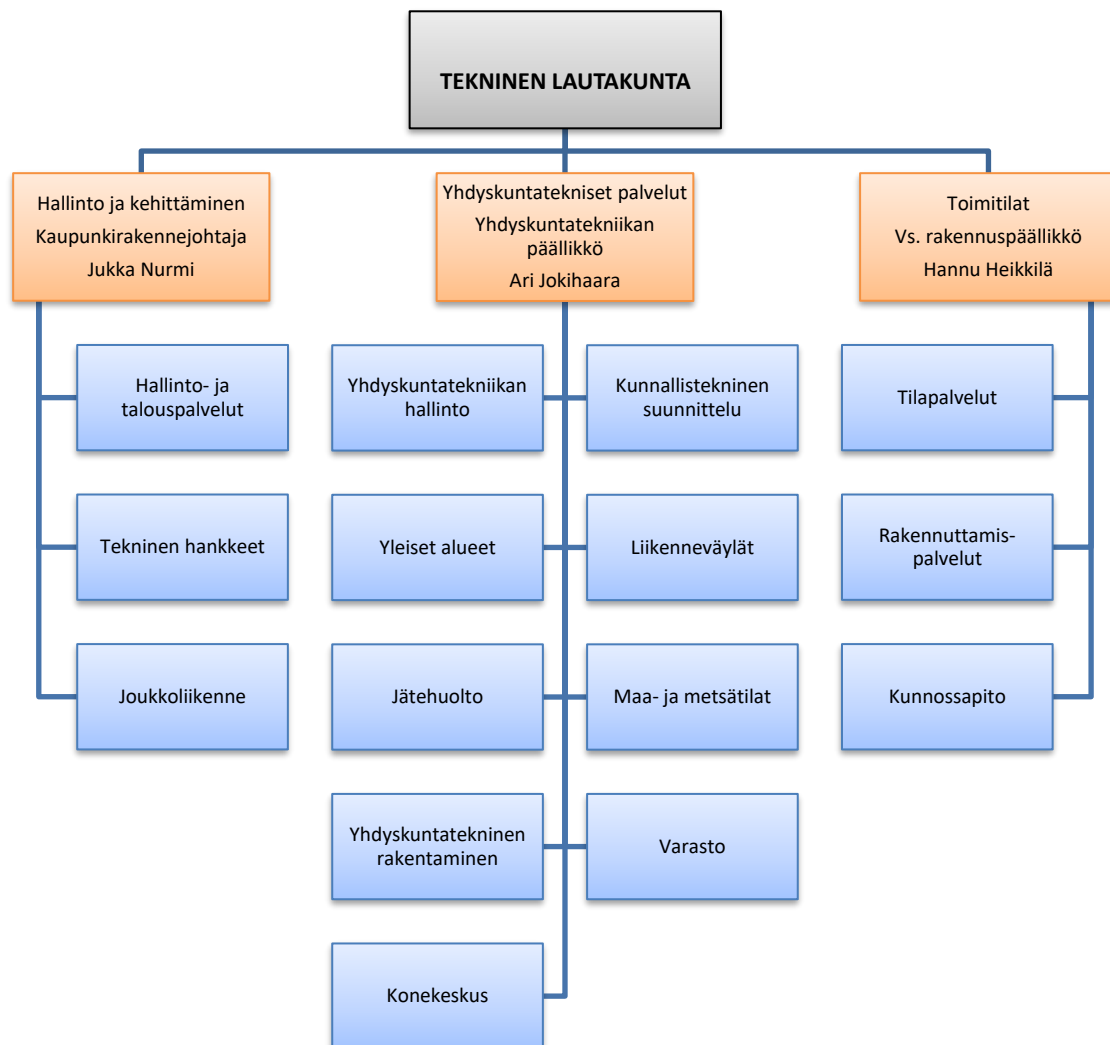 TEKNINEN LAUTAKUNTA
Hallinto ja kehittäminen
Kaupunkirakennejohtaja
Jukka Nurmi
Yhdyskuntatekniset palvelut
Yhdyskuntatekniikan
päällikkö
Ari Jokihaara
Toimitilat
Vs. rakennuspäällikkö
Hannu Heikkilä
Hallinto- ja
talouspalvelut
Tekninen hankkeet
Joukkoliikenne
Yhdyskuntatekniikan
hallinto
Kunnallistekninen
suunnittelu
Yleiset alueet
Liikenneväylät
Jätehuolto
Maa- ja metsätilat
Yhdyskuntatekninen
rakentaminen
Varasto
Konekeskus
Tilapalvelut
Rakennuttamis-
palvelut
Kunnossapito